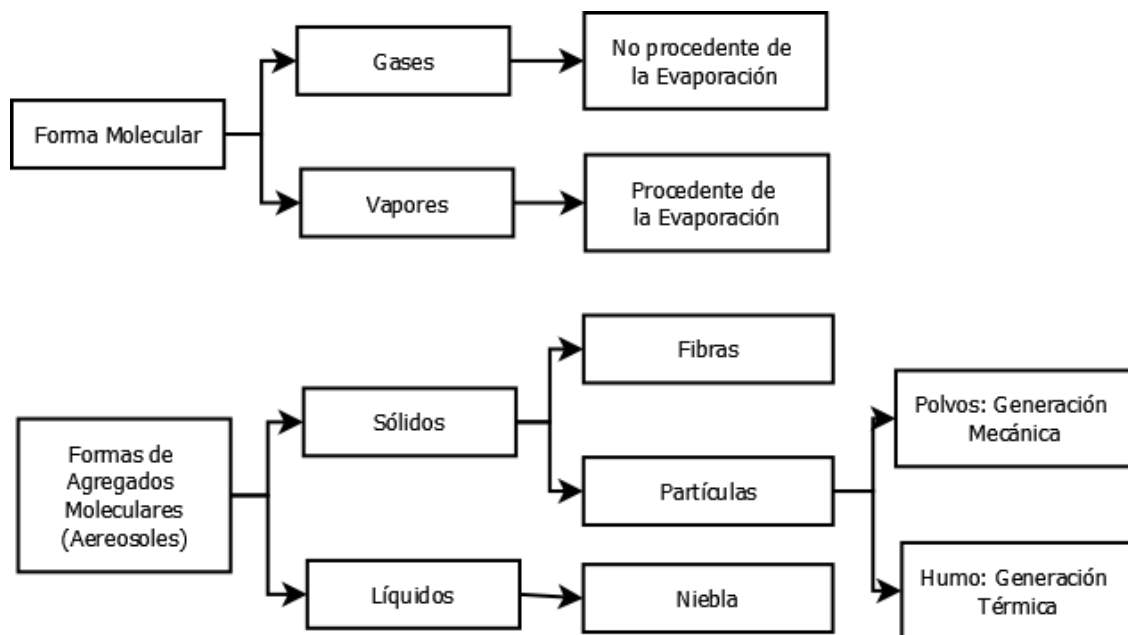 Gases
No procedente de
la Evaporación
Forma Molecular
Vapores
Procedente de
la Evaporación
Fibras
Sólidos
Polvos: Generación
Mecánica
Formas de
Agregados
Moleculares
(Aereosoles)
Partículas
Líquidos
Niebla
Humo: Generación
Térmica